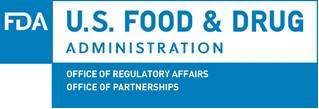 FDA U.S. FOOD & DRUG
ADMINISTRATION
OFFICE OF REGULATORY AFFAIRS
OFFICE OF PARTNERSHIPS